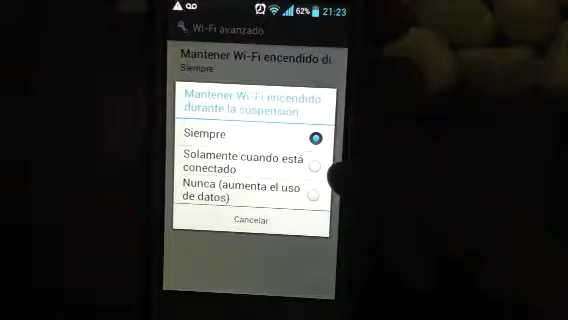 62% 21:23
Wi-Fi avanzado
Mantener Wi-Fi encendido du
Siempre
Mantener Wi-Fi encendido
durante la suspensión
Siempre
Solamente cuando está
conectado
Nunca (aumenta el uso
de datos)
Cancelar